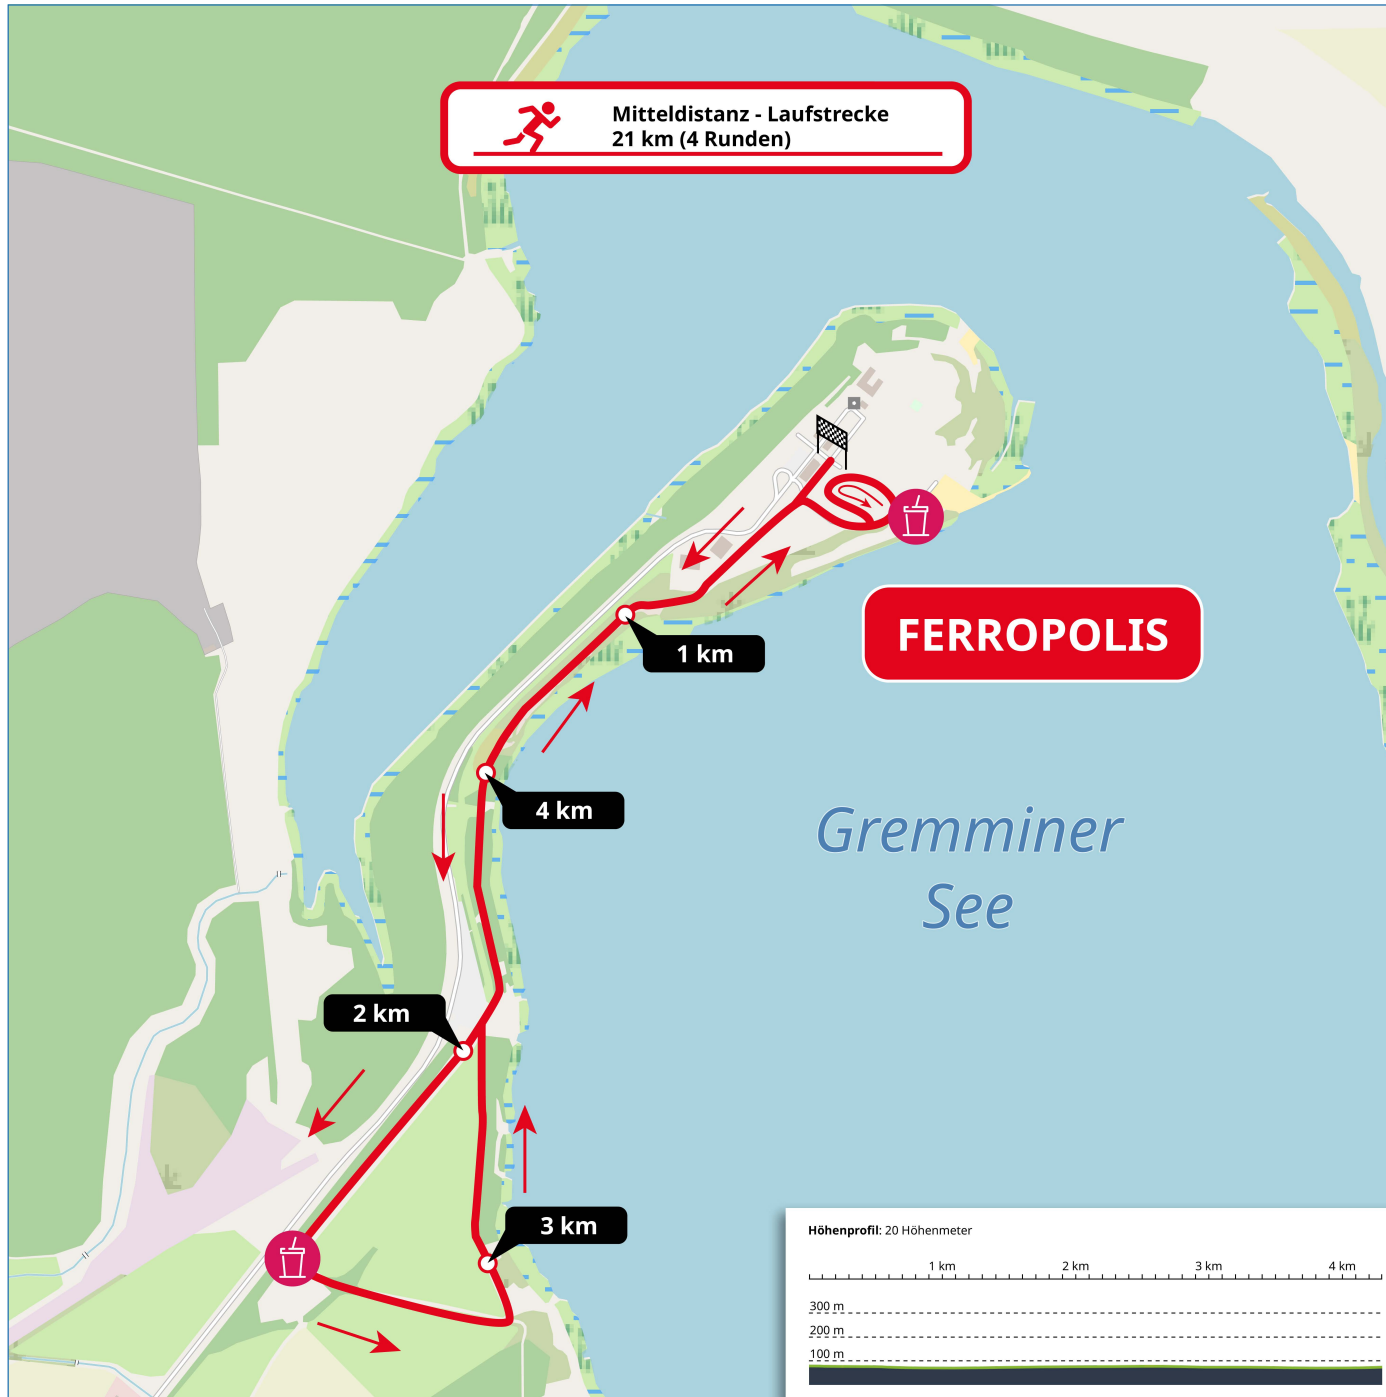 Mitteldistanz - Laufstrecke
21 km (4 Runden)
FERROPOLIS
1 km
4 km
Gremminer
See
2 km
3 km
Höhenprofil: 20 Höhenmeter
1 km 2 km 3 km 4 km
300 m
200 m
100 m